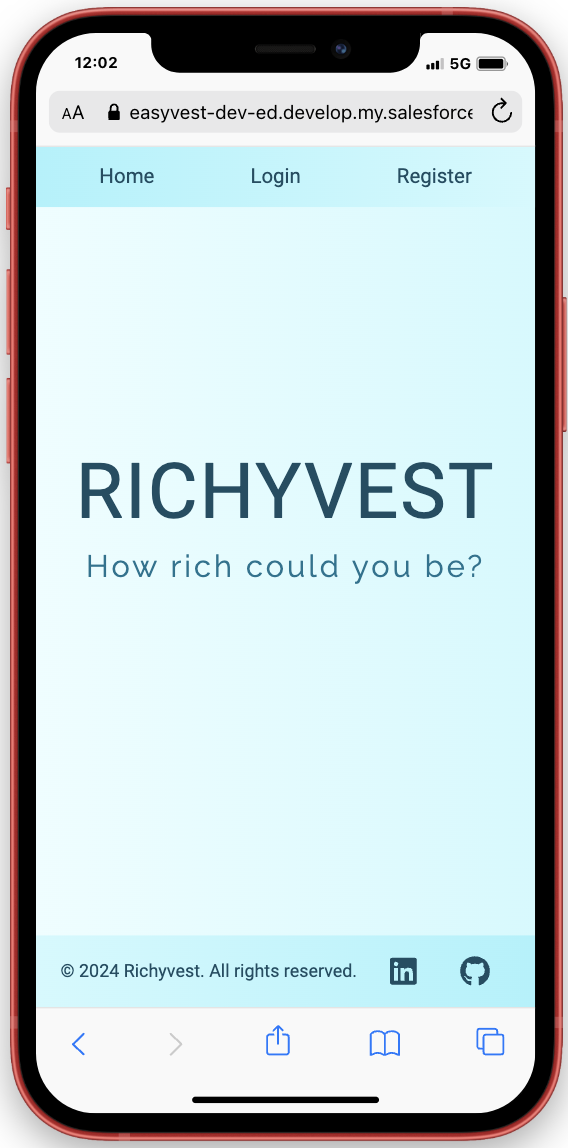 12:02
5G
AA
easyvest-dev-ed.develop.my.salesforce
Home Login Register
RICHYVEST
How rich could you be?
© 2024 Richyvest. All rights reserved.
in